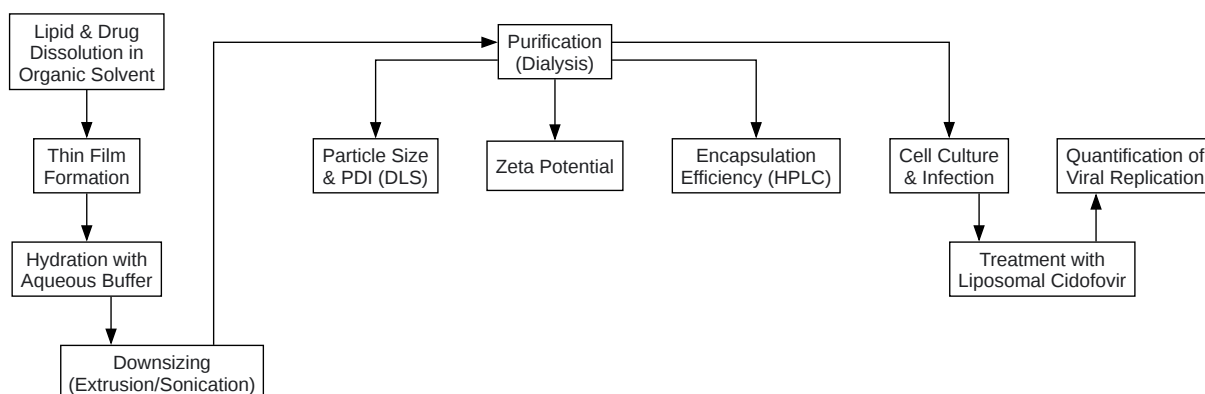 Lipid & Drug
Dissolution in
Organic Solvent
Thin Film
Formation
Hydration with
Aqueous Buffer
Downsizing
(Extrusion/Sonication)
Purification
(Dialysis)
Particle Size
& PDI (DLS)
Zeta Potential
Encapsulation
Efficiency (HPLC)
Cell Culture
& Infection
Treatment with
Liposomal Cidofovir
Quantification of
Viral Replication